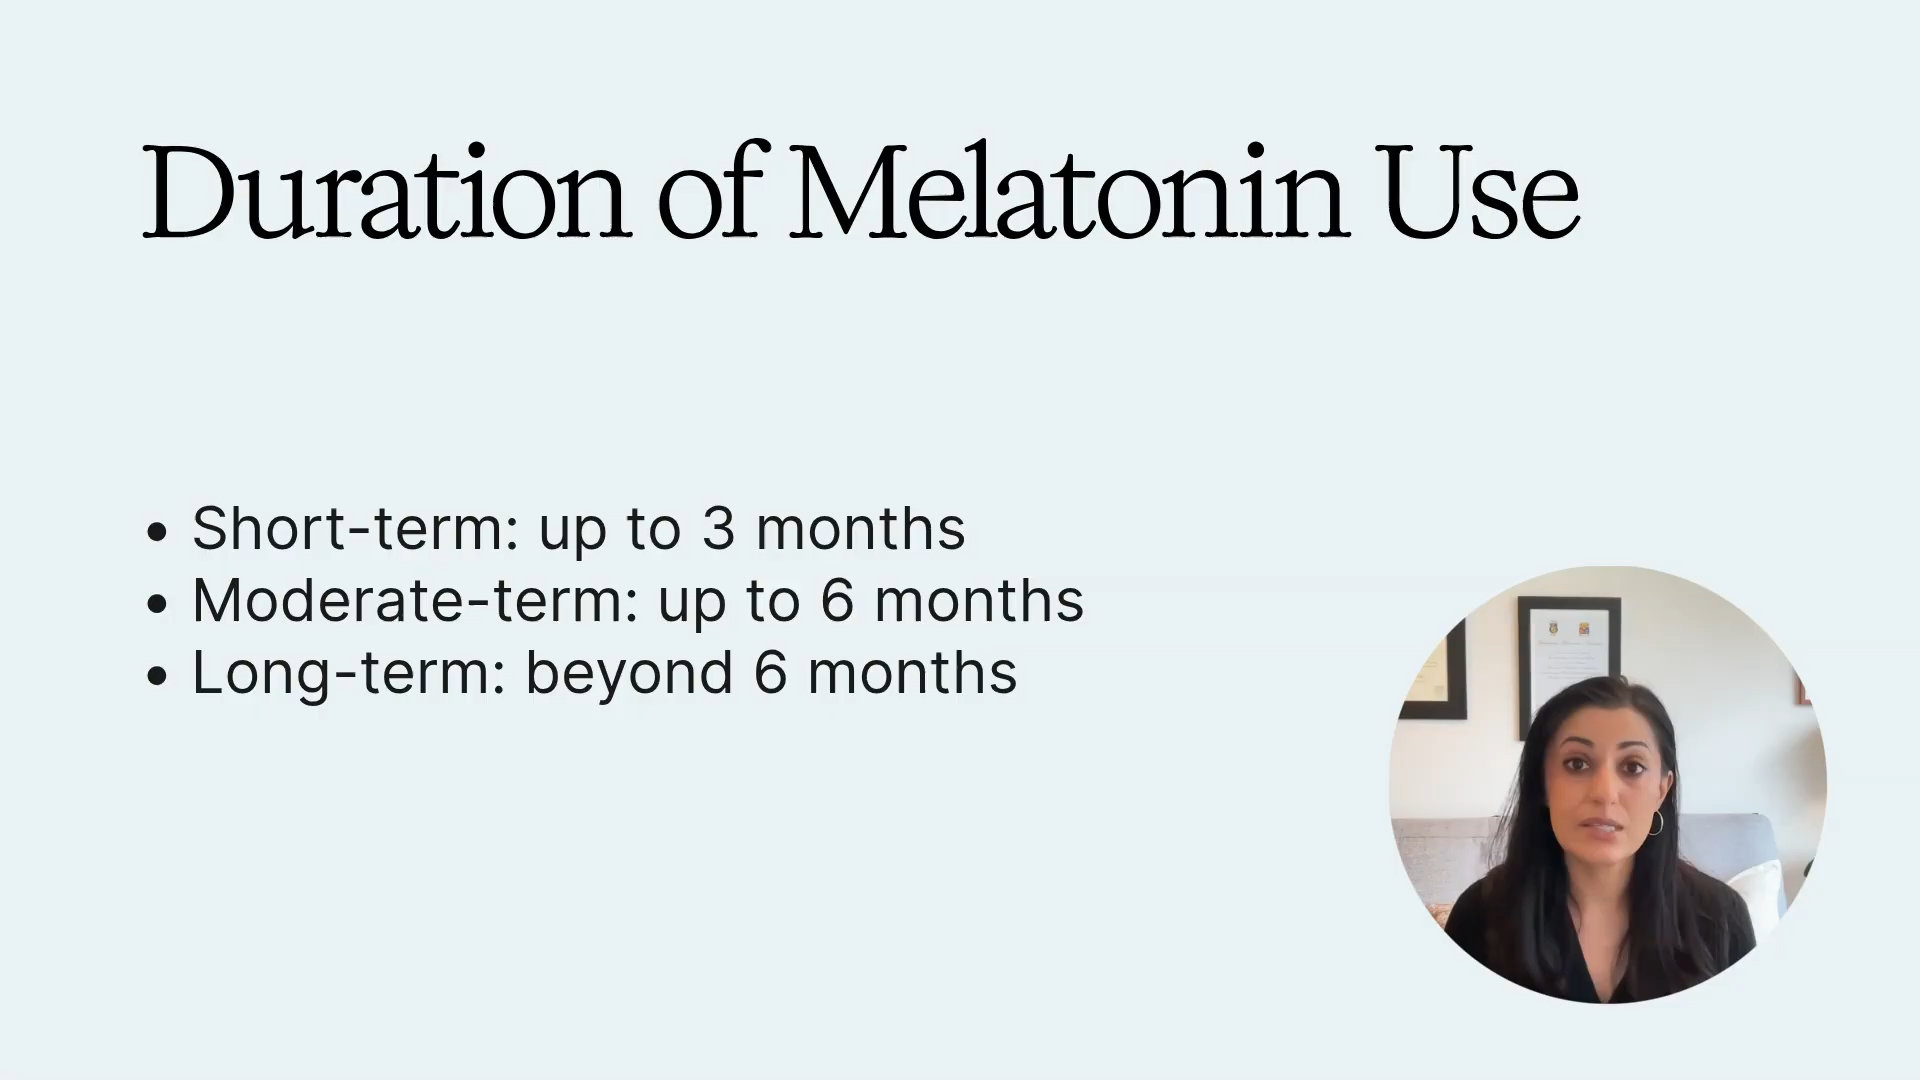 Duration of Melatonin Use
• Short-term: up to 3 months
• Moderate-term: up to 6 months
• Long-term: beyond 6 months